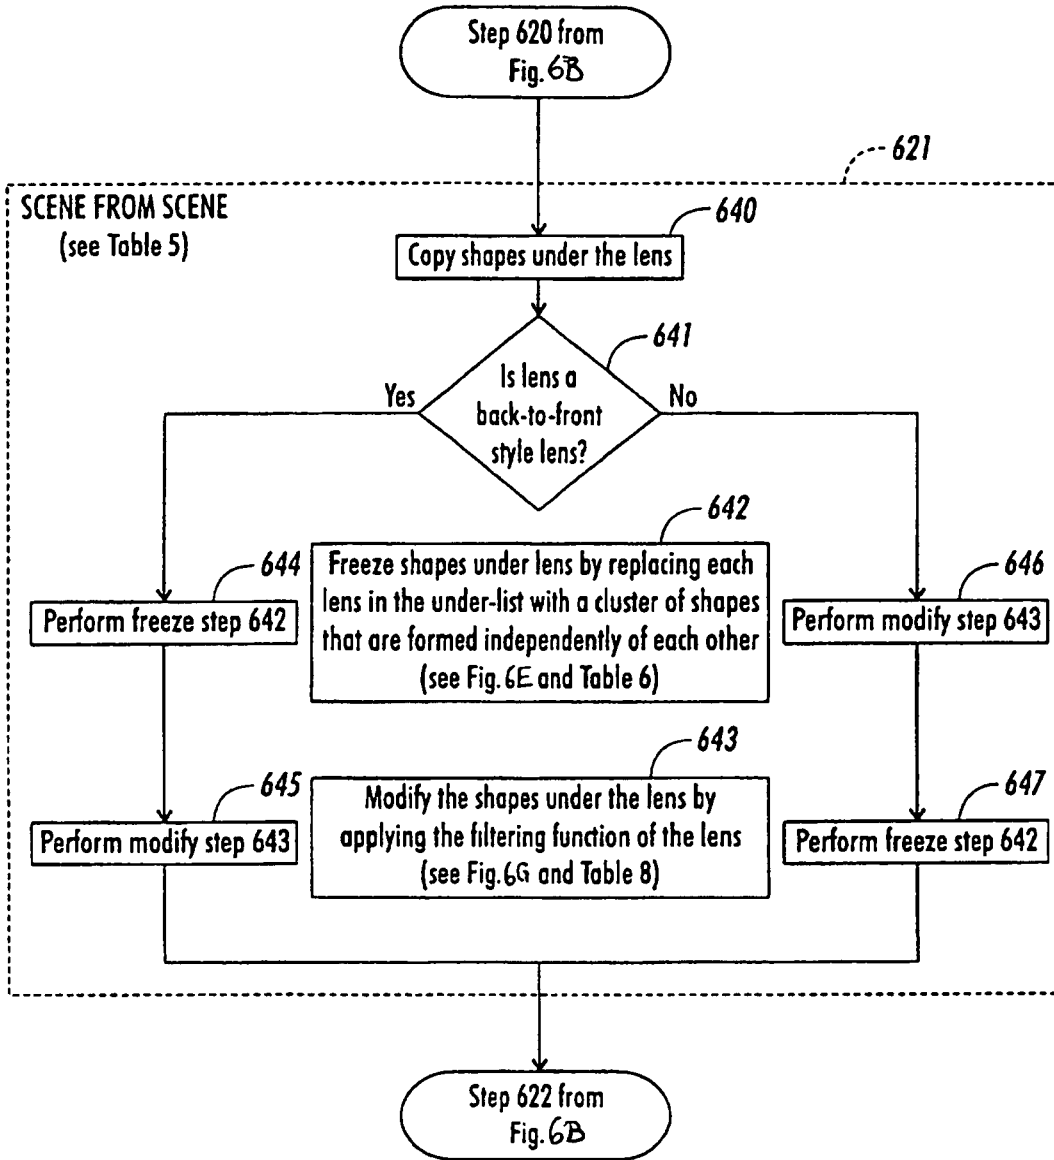 Step 620 from
Fig. 6B
621
SCENE FROM SCENE
(see Table 5)
640
Copy shapes under the lens
641
Is lens a
back-to-front
style lens?
Yes
No
642
Freeze shapes under lens by replacing each
lens in the under-list with a cluster of shapes
that are formed independently of each other
(see Fig. 6E and Table 6)
644
Perform freeze step 642
646
Perform modify step 643
643
Modify the shapes under the lens by
applying the filtering function of the lens
(see Fig. 6G and Table 8)
645
Perform modify step 643
647
Perform freeze step 642
Step 622 from
Fig. 6B